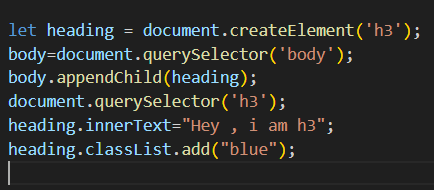 let heading = document.createElement('h3');
body=document.querySelector('body');
body.appendChild(heading);
document.querySelector('h3');
heading.innerText="Hey , i am h3";
heading.classList.add("blue");